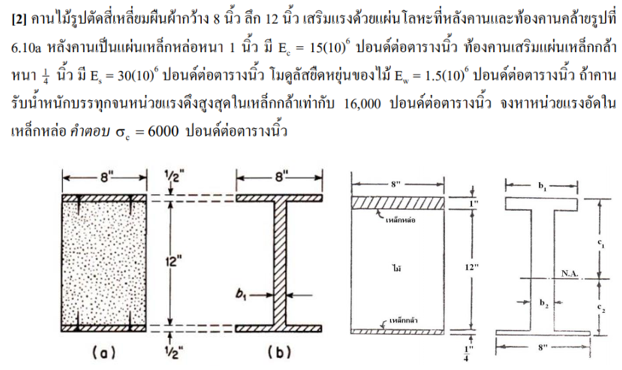 [2] คานไม้รูปตัดสี่เหลี่ยมผืนผ้ากว้าง 8 นิ้ว ลึก 12 นิ้ว เสริมแรงด้วยแผ่นโลหะที่หลังคานและท้องคานคล้ายรูปที่
6.10a หลังคานเป็นแผ่นเหล็กหล่อหนา 1 นิ้ว มี E_c = 15(10)^6 ปอนด์ต่อตารางนิ้ว ท้องคานเสริมแผ่นเหล็กกล้า
หนา 1/4 นิ้ว มี E_s = 30(10)^6 ปอนด์ต่อตารางนิ้ว โมดูลัสยืดหยุ่นของไม้ E_w = 1.5(10)^6 ปอนด์ต่อตารางนิ้ว ถ้าคาน
รับน้ำหนักบรรทุกจนหน่วยแรงดึงสูงสุดในเหล็กกล้าเท่ากับ 16,000 ปอนด์ต่อตารางนิ้ว จงหาหน่วยแรงอัดใน
เหล็กหล่อ คำตอบ σ_c = 6000 ปอนด์ต่อตารางนิ้ว
8" 1/2" 8" 8" b_1
1"
เหล็กหล่อ
c_1
12" ไม้ 12" N.A.
b_1 b_2 c_2
เหล็กกล้า
(a) 1/2" (b) 1/4" 8"